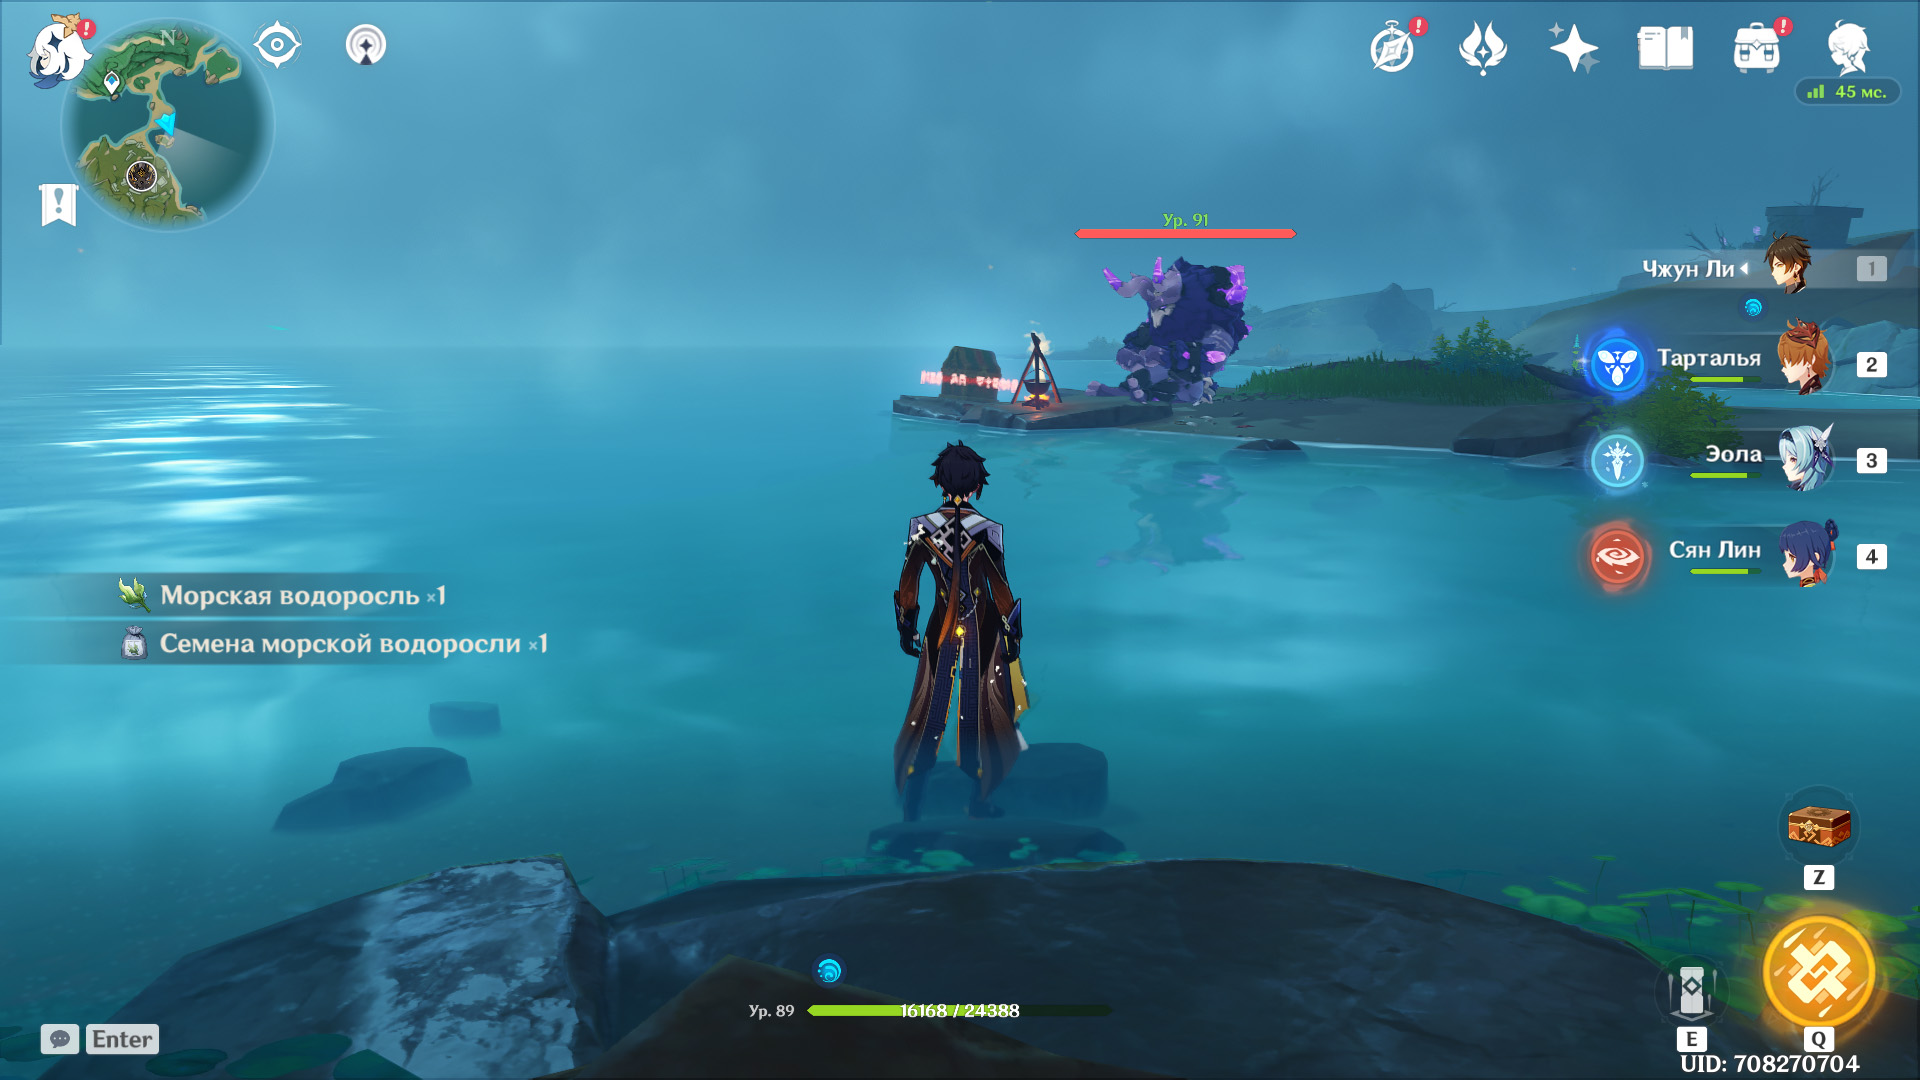 N
45 мс.
Ур. 91
Чжун Ли
1
Тарталья
2
Эола
3
Сян Лин
4
Морская водоросль ×1
Семена морской водоросли ×1
Z
Ур. 89
16168 / 24388
Enter
E
Q
UID: 708270704